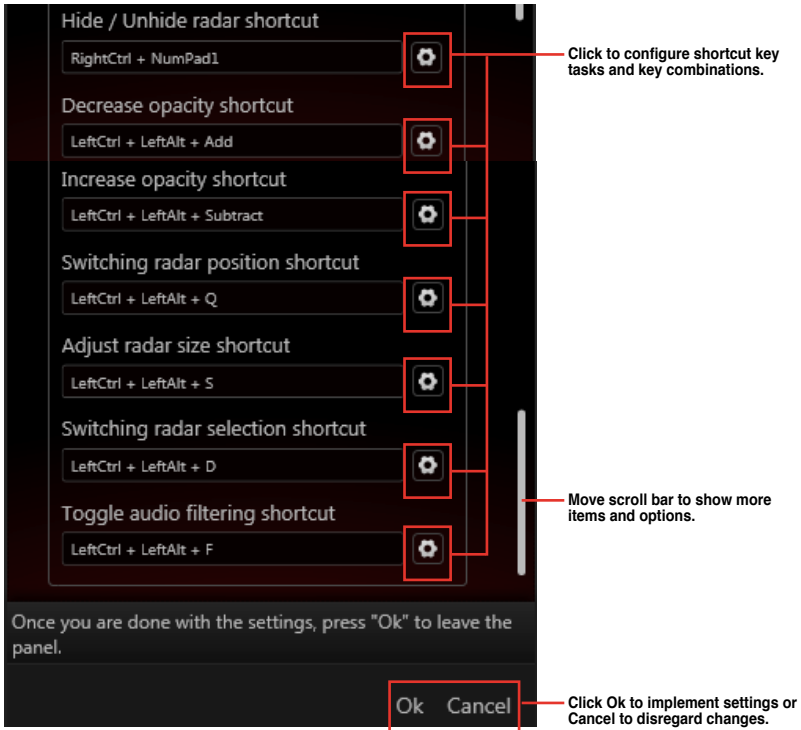 Hide / Unhide radar shortcut
RightCtrl + NumPad1
Click to configure shortcut key
tasks and key combinations.
Decrease opacity shortcut
LeftCtrl + LeftAlt + Add
Increase opacity shortcut
LeftCtrl + LeftAlt + Subtract
Switching radar position shortcut
LeftCtrl + LeftAlt + Q
Adjust radar size shortcut
LeftCtrl + LeftAlt + S
Switching radar selection shortcut
LeftCtrl + LeftAlt + D
Move scroll bar to show more
items and options.
Toggle audio filtering shortcut
LeftCtrl + LeftAlt + F
Once you are done with the settings, press "Ok" to leave the
panel.
Ok Cancel
Click Ok to implement settings or
Cancel to disregard changes.